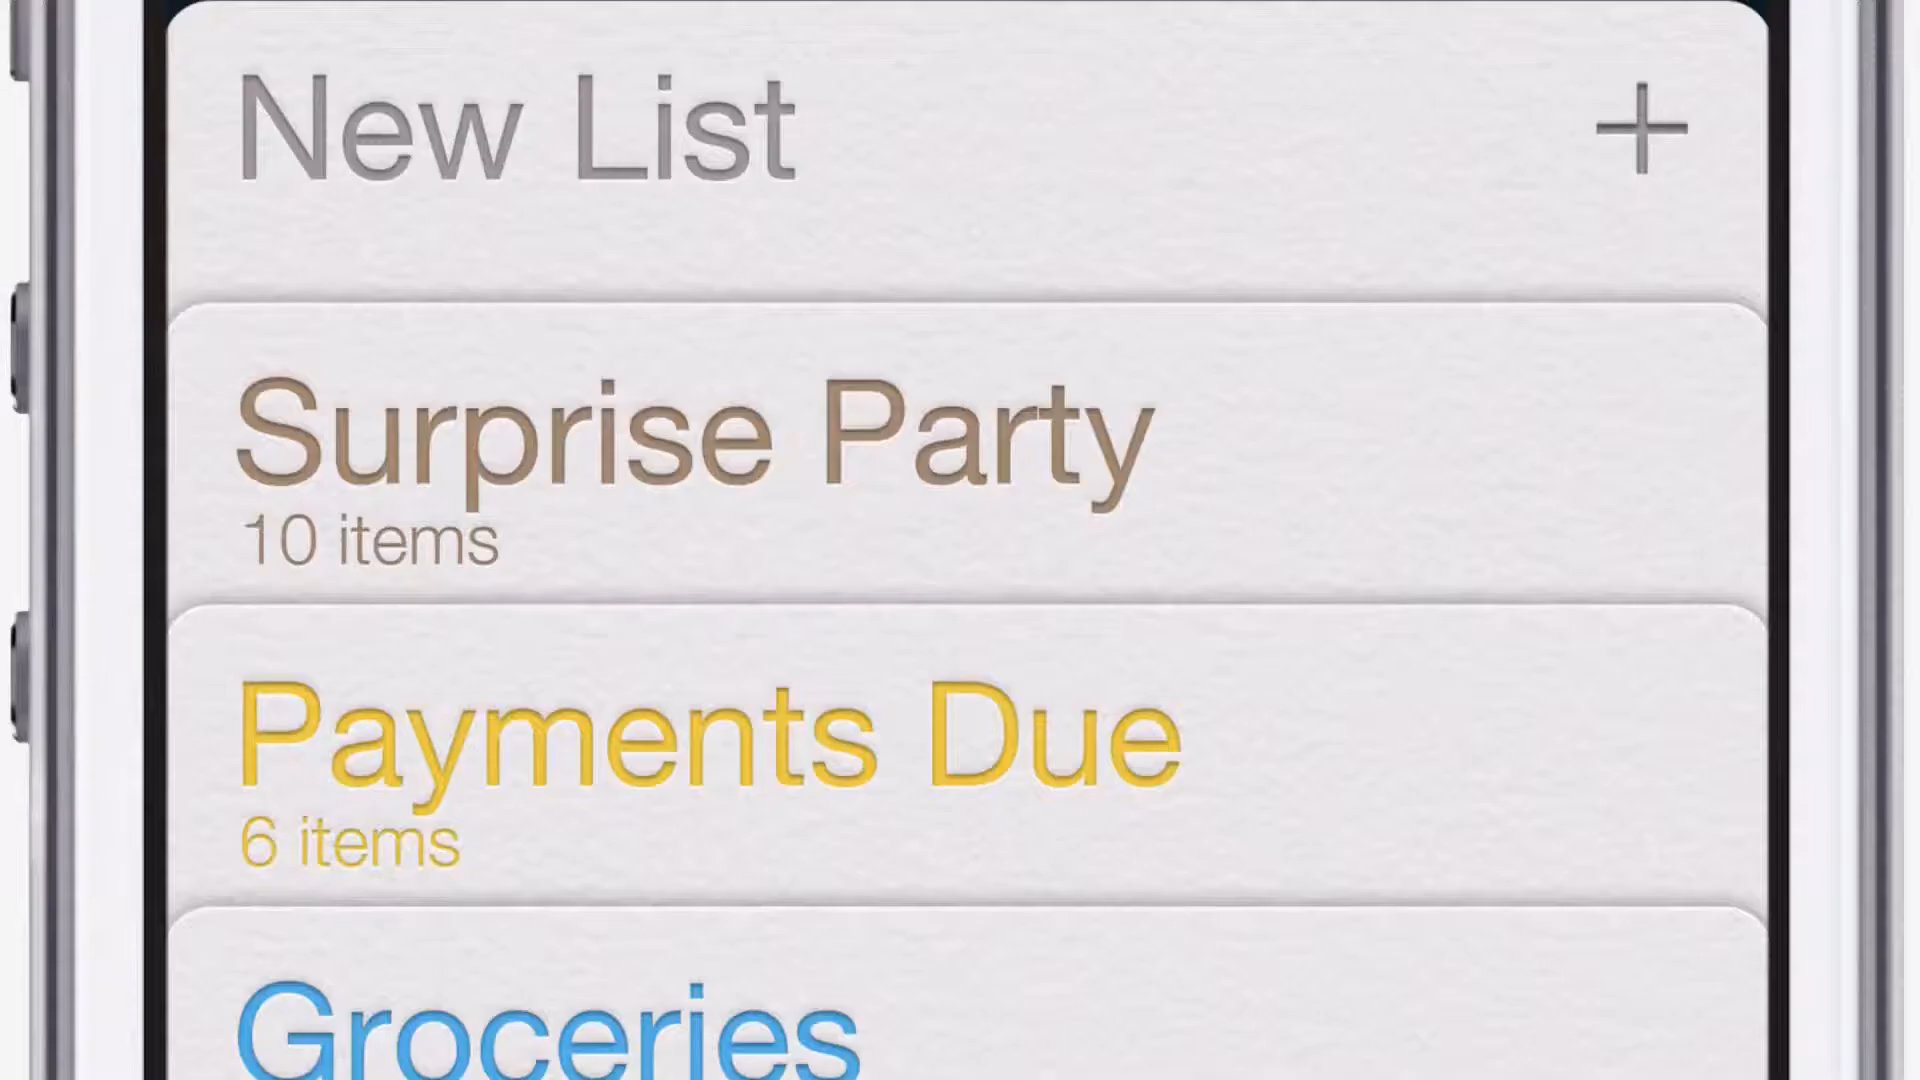 New List
Surprise Party
10 items
Payments Due
6 items
Groceries